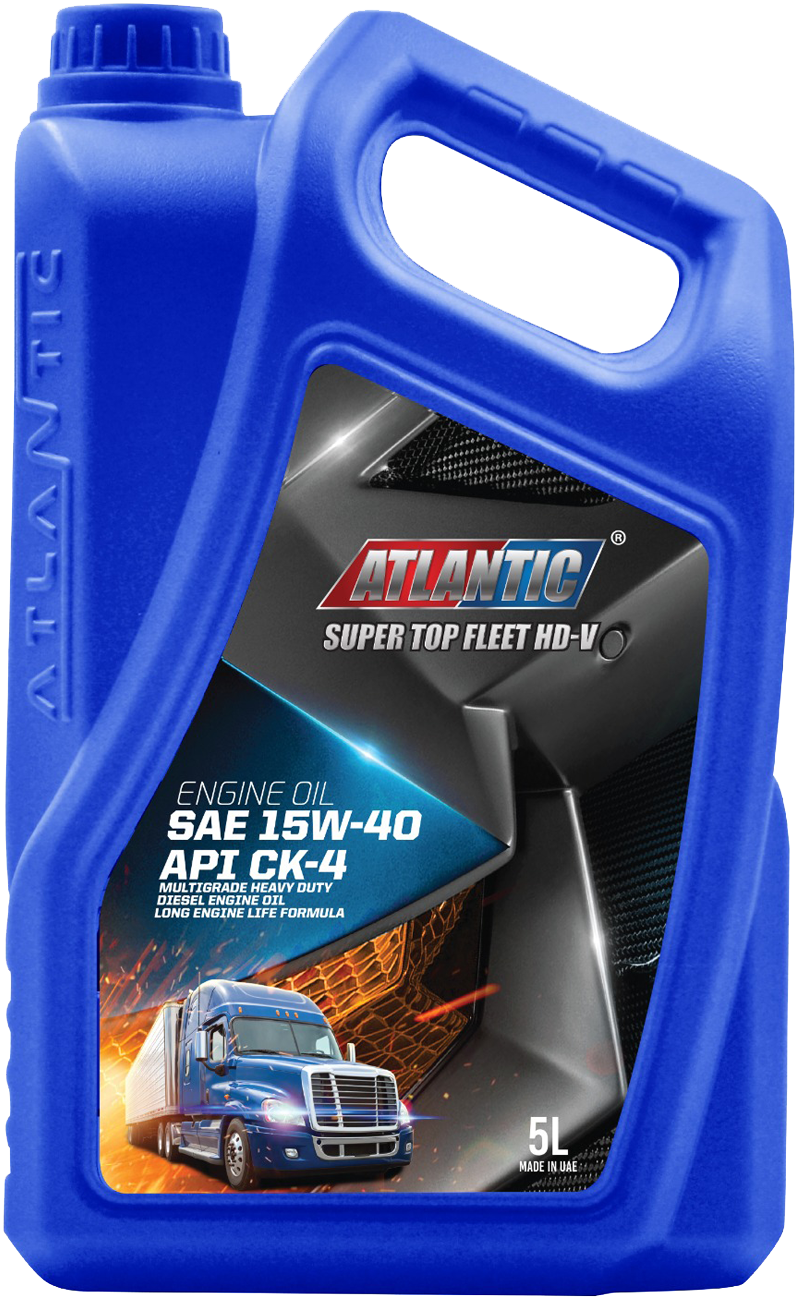 ATLANTIC
ATLANTIC®
SUPER TOP FLEET HD-V
ENGINE OIL
SAE 15W-40
API CK-4
MULTIGRADE HEAVY DUTY
DIESEL ENGINE OIL
LONG ENGINE LIFE FORMULA
5L
MADE IN UAE